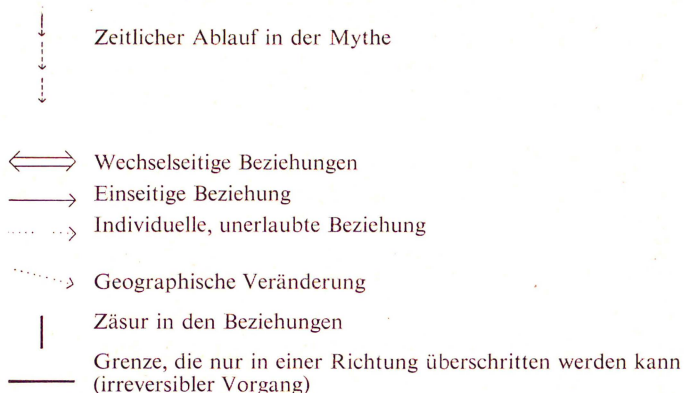 Zeitlicher Ablauf in der Mythe
Wechselseitige Beziehungen
Einseitige Beziehung
Individuelle, unerlaubte Beziehung
Geographische Veränderung
Zäsur in den Beziehungen
Grenze, die nur in einer Richtung überschritten werden kann
(irreversibler Vorgang)